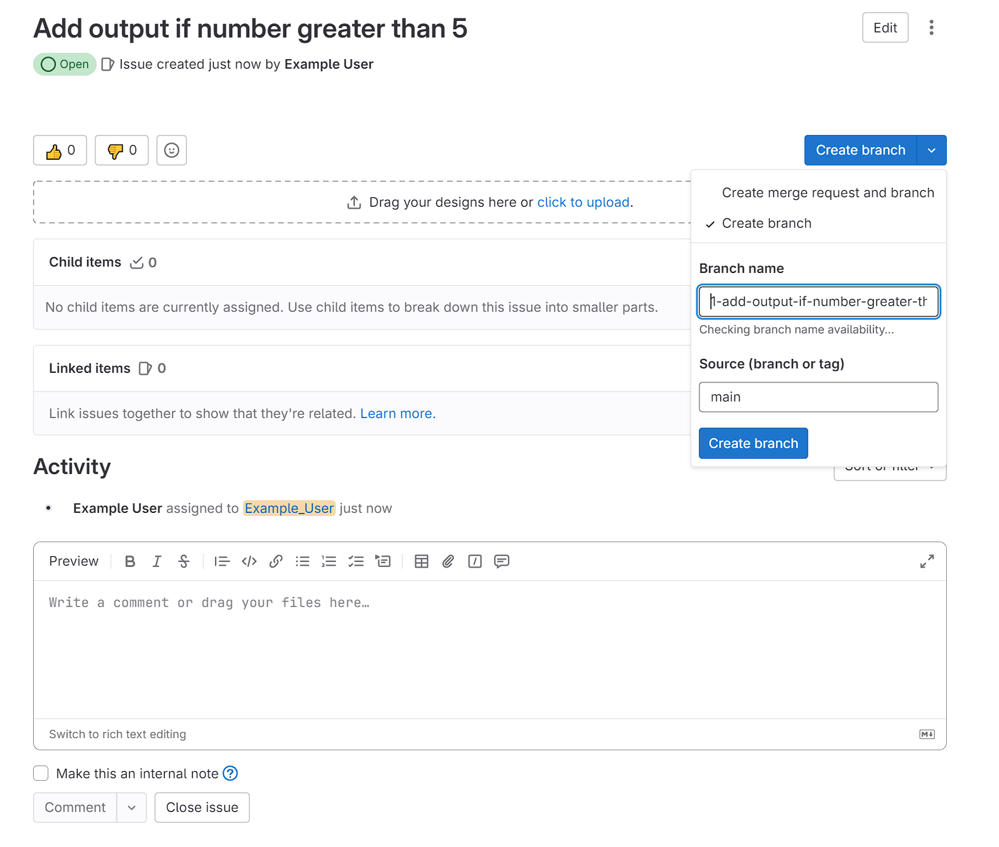 Add output if number greater than 5
Edit
Open Issue created just now by Example User
0 0
Create branch
Create merge request and branch
Create branch
Drag your designs here or click to upload.
Child items 0
No child items are currently assigned. Use child items to break down this issue into smaller parts.
Branch name
1-add-output-if-number-greater-th
Checking branch name availability...
Linked items 0
Link issues together to show that they're related. Learn more.
Source (branch or tag)
main
Create branch
Activity
Sort or filter
Example User assigned to Example_User just now
Preview
Write a comment or drag your files here…
Switch to rich text editing
Make this an internal note
Comment
Close issue